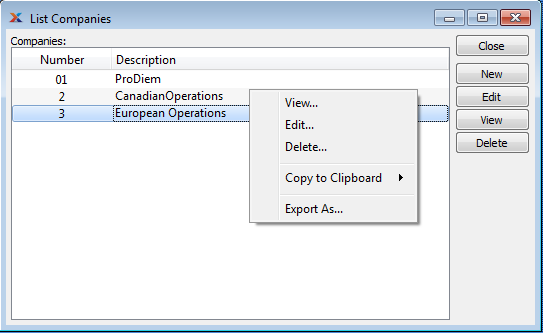 List Companies
Companies:
Number Description
01 ProDiem
2 CanadianOperations
3 European Operations
View...
Edit...
Delete...
Copy to Clipboard
Export As...
Close
New
Edit
View
Delete